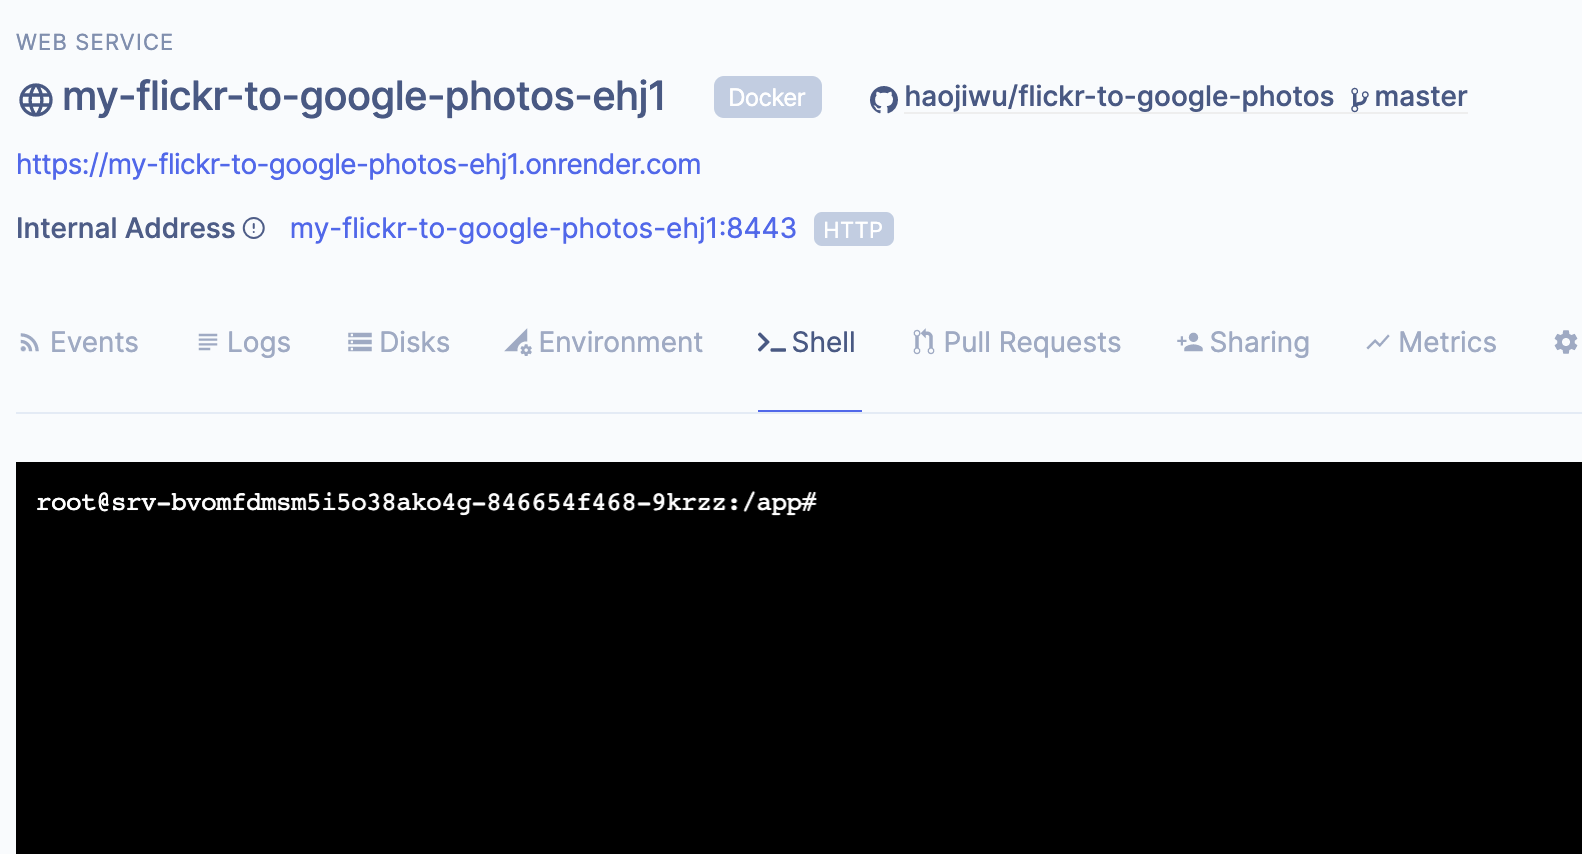 WEB SERVICE
my-flickr-to-google-photos-ehj1 Docker haojiwu/flickr-to-google-photos master
https://my-flickr-to-google-photos-ehj1.onrender.com
Internal Address my-flickr-to-google-photos-ehj1:8443 HTTP
Events Logs Disks Environment Shell Pull Requests Sharing Metrics
root@srv-bvomfdmsm5i5o38ako4g-846654f468-9krzz:/app#